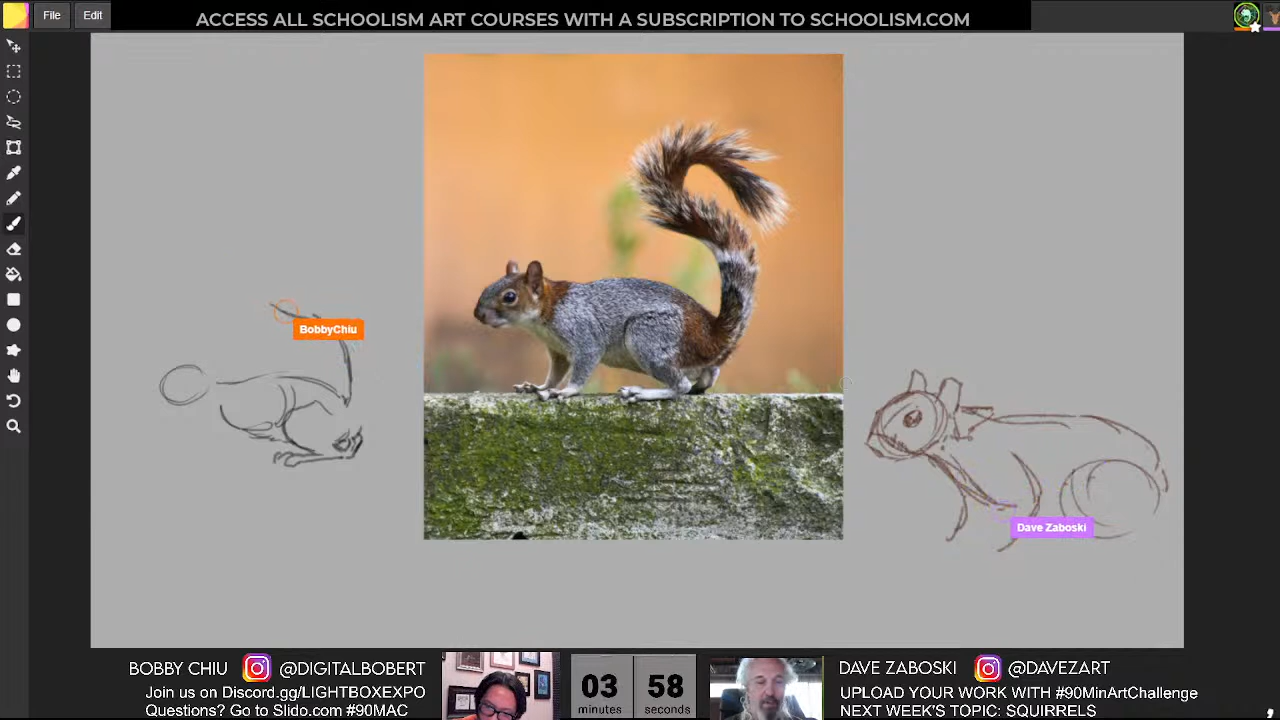 ACCESS ALL SCHOOLISM ART COURSES WITH A SUBSCRIPTION TO SCHOOLISM.COM
File Edit
BobbyChiu
Dave Zaboski
BOBBY CHIU @DIGITALBOBERT
Join us on Discord.gg/LIGHTBOXEXPO
Questions? Go to Slido.com #90MAC
03 58
minutes seconds
DAVE ZABOSKI @DAVEZART
UPLOAD YOUR WORK WITH #90MinArtChallenge
NEXT WEEK'S TOPIC: SQUIRRELS